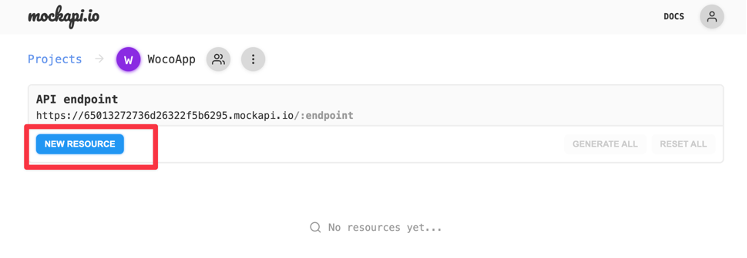 mockapi.io
DOCS
Projects → W WocoApp
API endpoint
https://65013272736d26322f5b6295.mockapi.io/:endpoint
NEW RESOURCE
GENERATE ALL
RESET ALL
No resources yet...